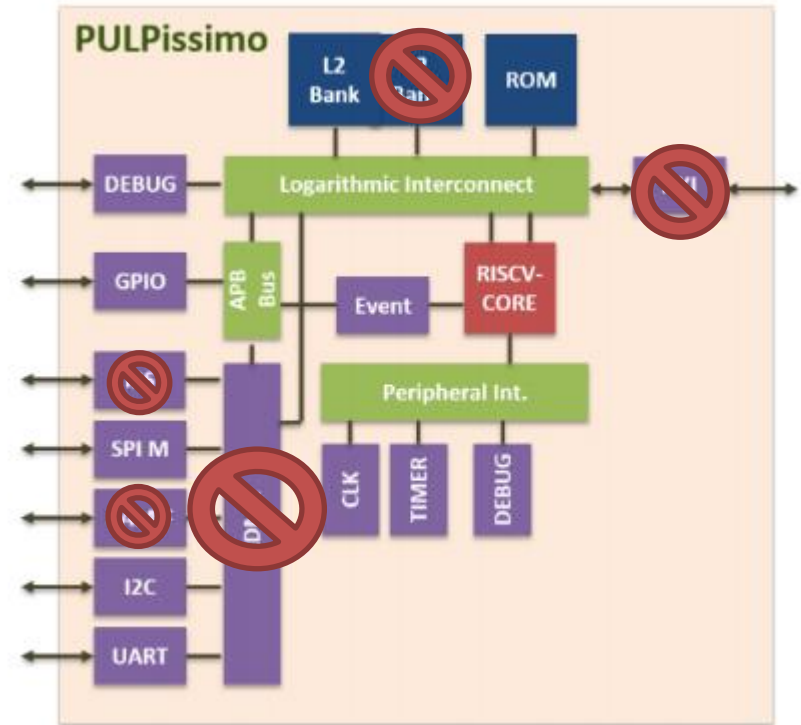 PULPissimo
L2
Bank
ROM
DEBUG
Logarithmic Interconnect
GPIO
APB
Bus
Event
RISCV-
CORE
Peripheral Int.
SPI M
CLK
TIMER
DEBUG
I2C
UART